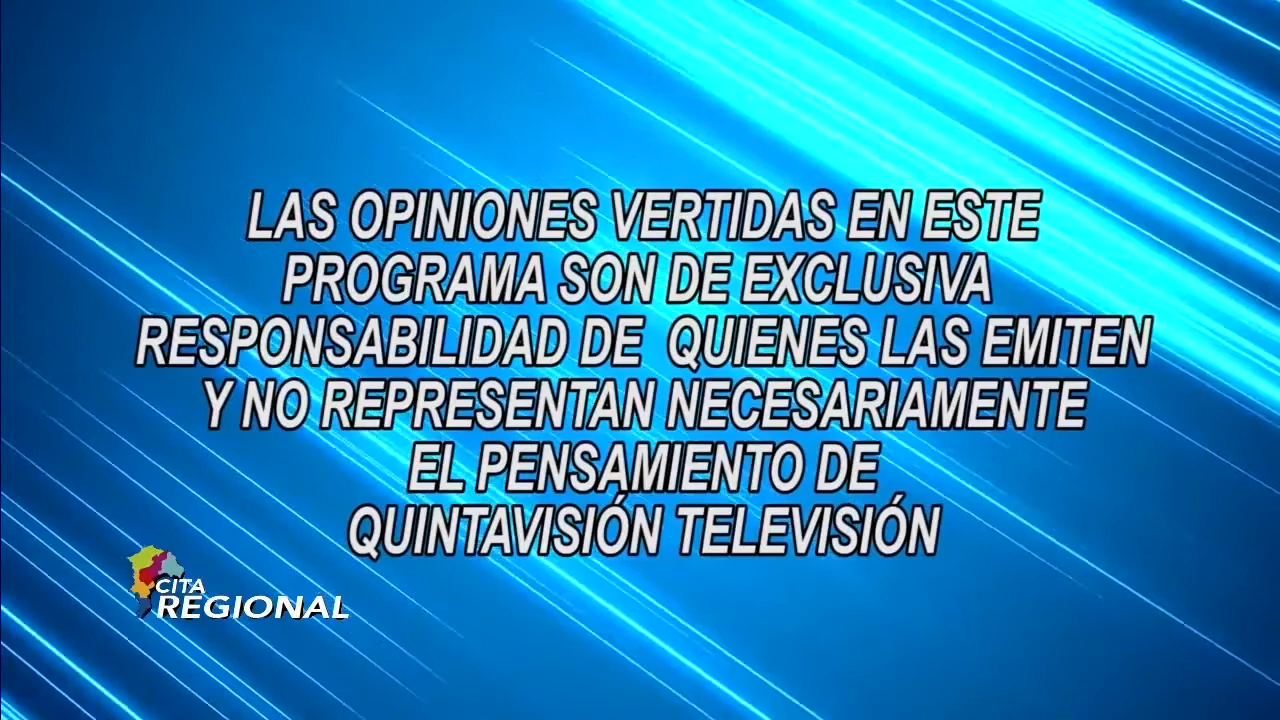 LAS OPINIONES VERTIDAS EN ESTE
PROGRAMA SON DE EXCLUSIVA
RESPONSABILIDAD DE QUIENES LAS EMITEN
Y NO REPRESENTAN NECESARIAMENTE
EL PENSAMIENTO DE
QUINTAVISIÓN TELEVISIÓN
CITA
REGIONAL